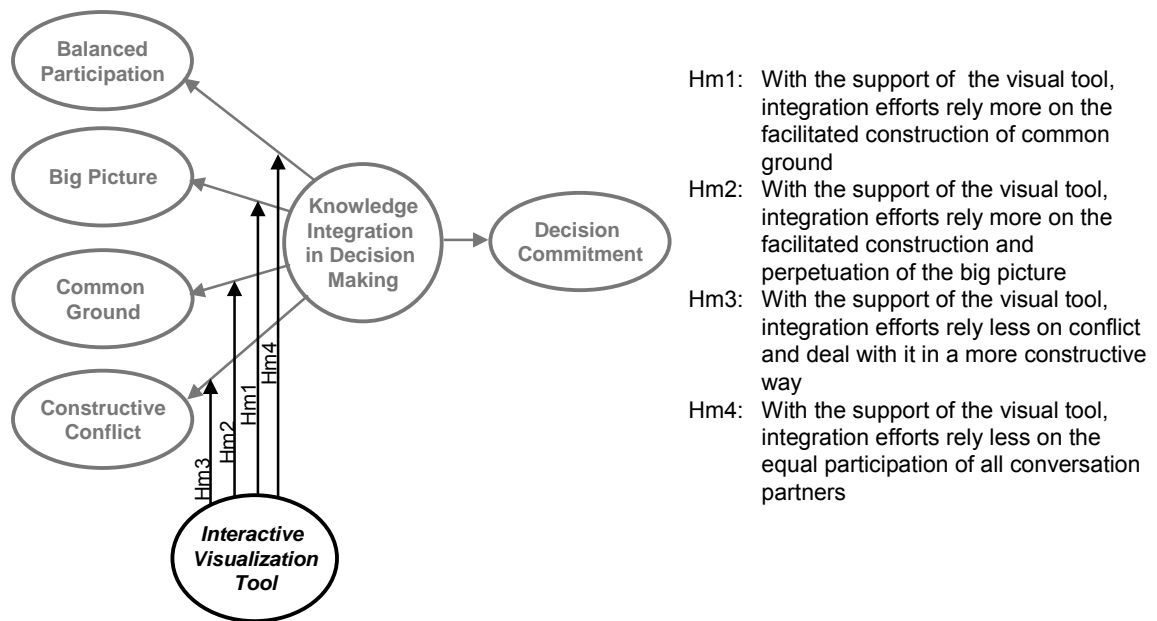 Balanced
Participation
Big Picture
Common
Ground
Constructive
Conflict
Knowledge
Integration
in Decision
Making
Decision
Commitment
Hm3
Hm2
Hm1
Hm4
Interactive
Visualization
Tool
Hm1: With the support of the visual tool,
integration efforts rely more on the
facilitated construction of common
ground
Hm2: With the support of the visual tool,
integration efforts rely more on the
facilitated construction and
perpetuation of the big picture
Hm3: With the support of the visual tool,
integration efforts rely less on conflict
and deal with it in a more constructive
way
Hm4: With the support of the visual tool,
integration efforts rely less on the
equal participation of all conversation
partners